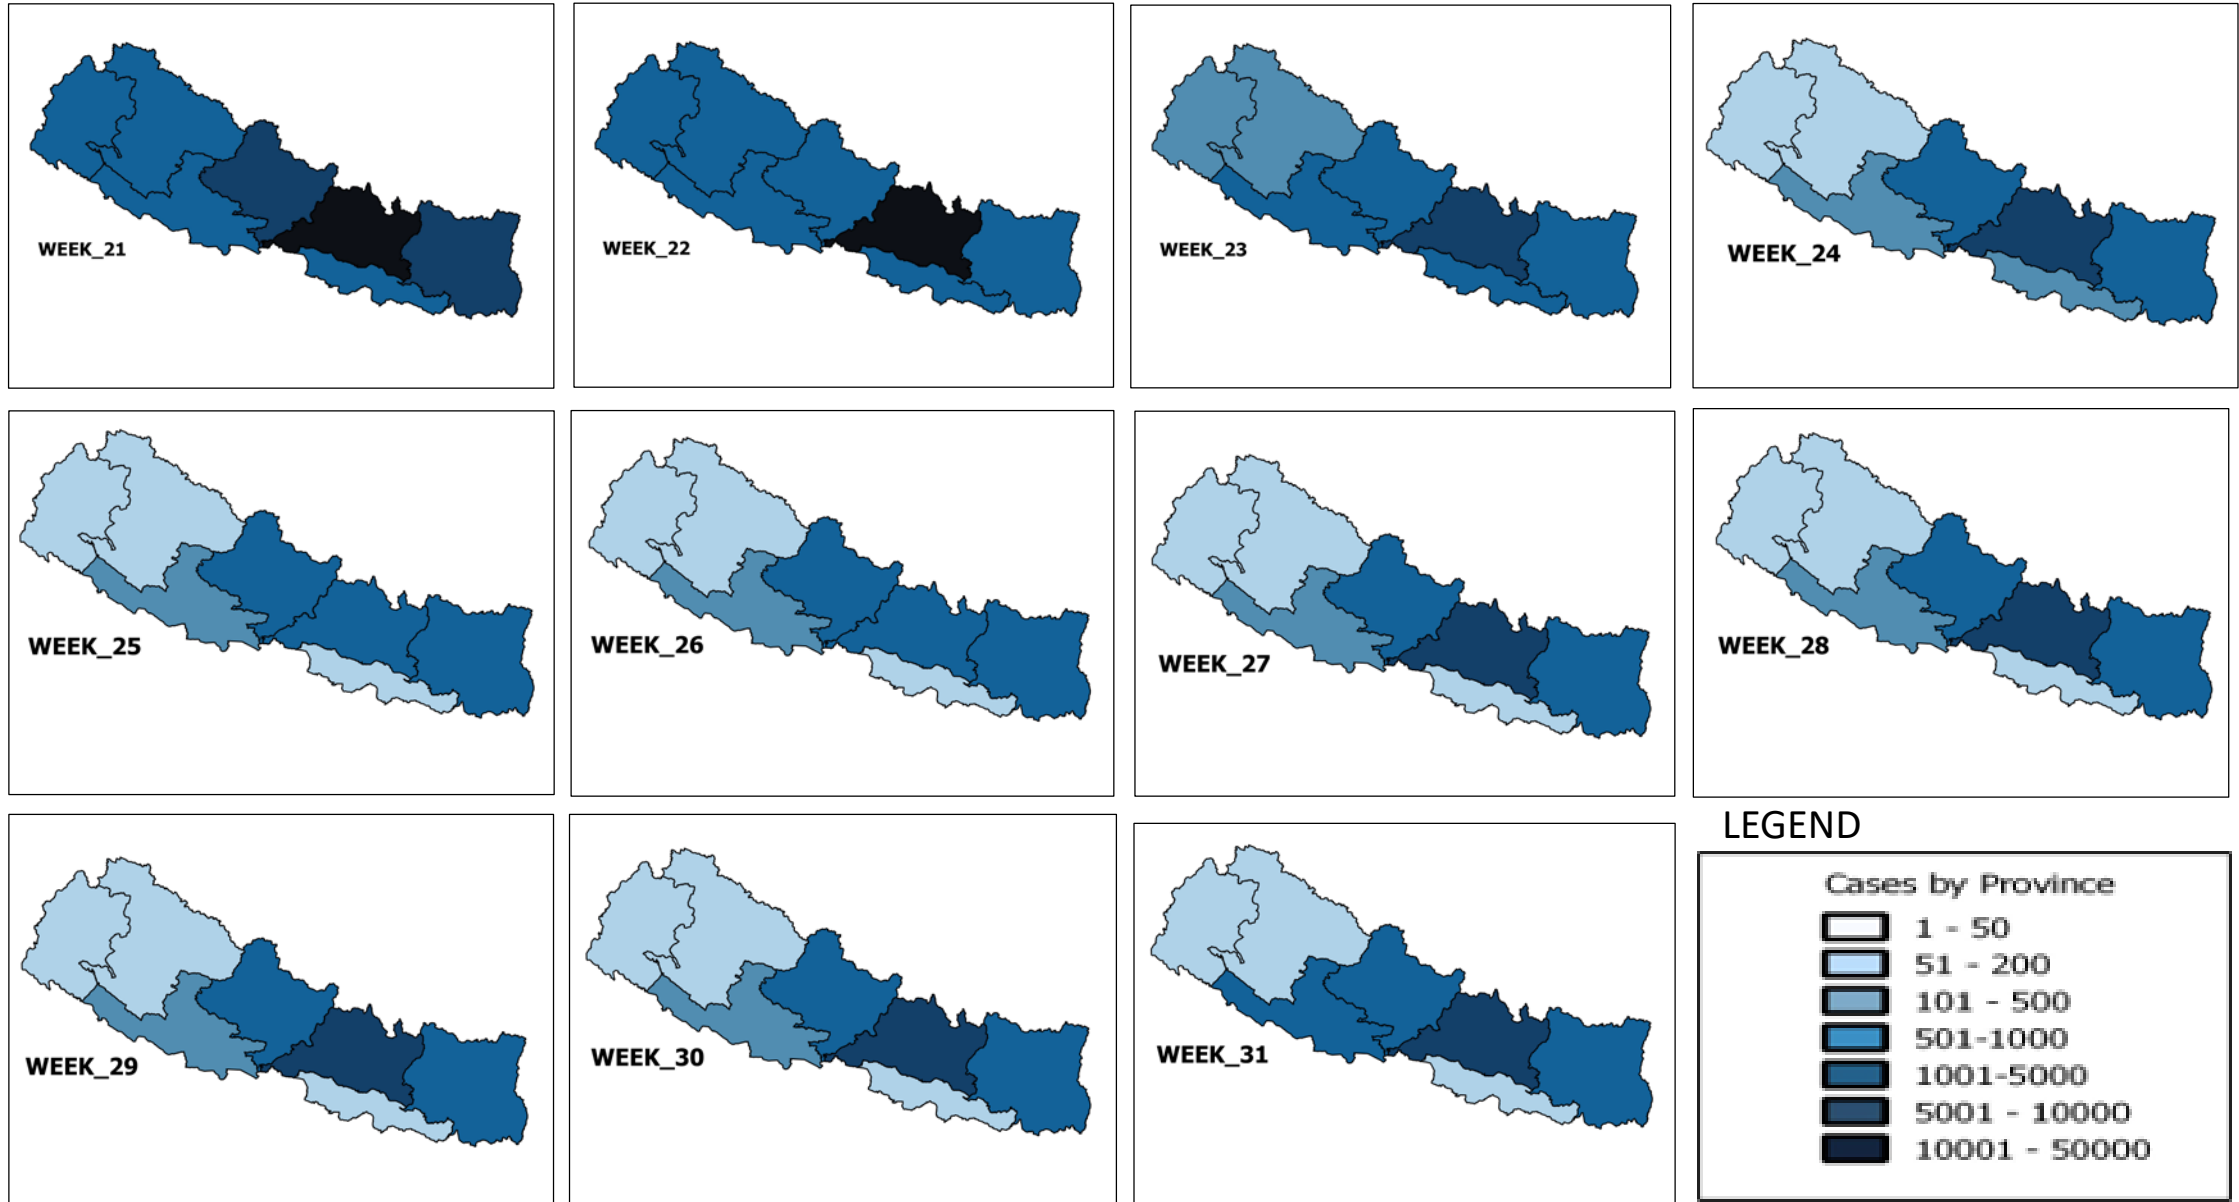 WEEK_21
WEEK_22
WEEK_23
WEEK_24
WEEK_25
WEEK_26
WEEK_27
WEEK_28
WEEK_29
WEEK_30
WEEK_31
LEGEND
Cases by Province
1 - 50
51 - 200
101 - 500
501-1000
1001-5000
5001 - 10000
10001 - 50000